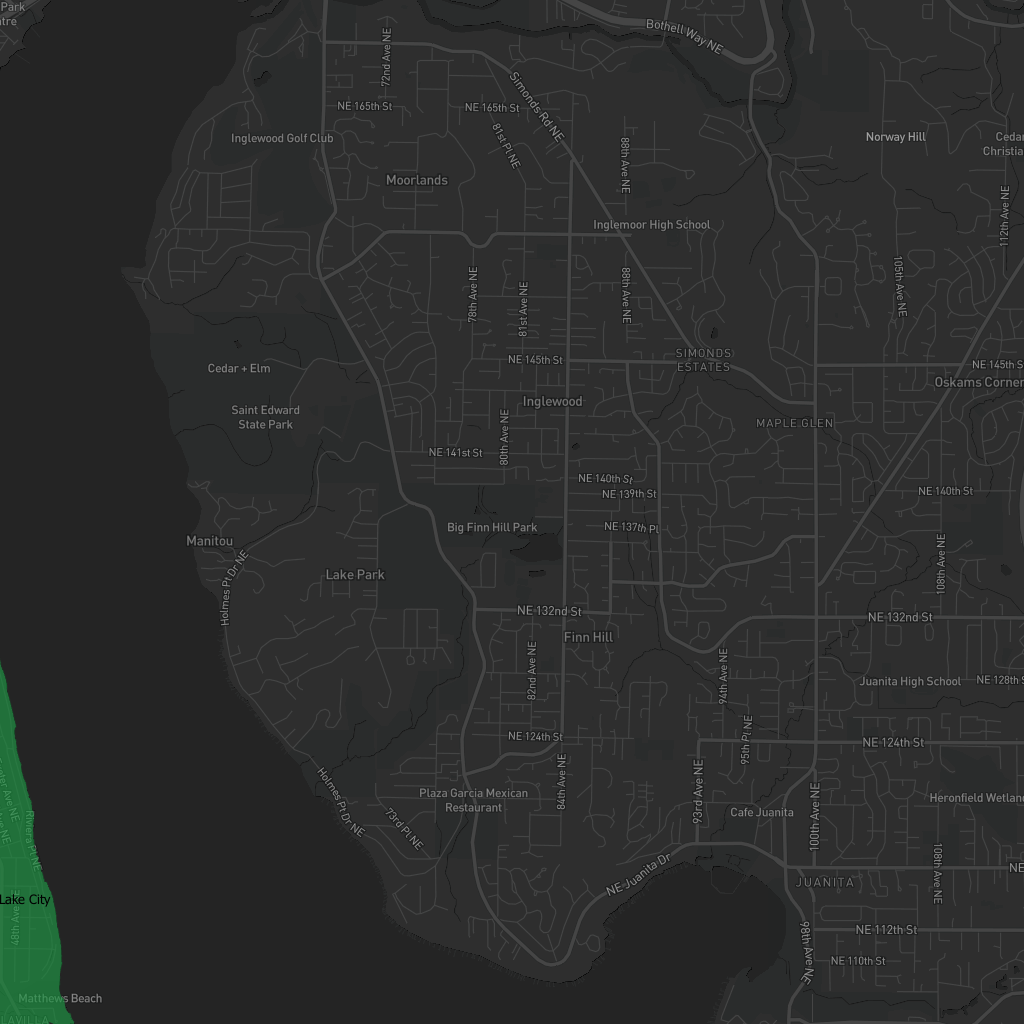 Park
Bothell Way NE
72nd Ave NE
NE 165th St
NE 165th St
Simonds Rd NE
Inglewood Golf Club
81st Pl NE
88th Ave NE
Norway Hill
Cedar
Christia
Moorlands
112th Ave NE
Inglemoor High School
78th Ave NE
81st Ave NE
88th Ave NE
105th Ave NE
NE 145th St
SIMONDS
ESTATES
NE 145th S
Cedar + Elm
Oskams Corner
Inglewood
Saint Edward
State Park
80th Ave NE
MAPLE GLEN
NE 141st St
NE 140th St
NE 139th St
NE 140th St
Big Finn Hill Park
NE 137th Pl
Manitou
108th Ave NE
Lake Park
Holmes Pt Dr NE
NE 132nd St
NE 132nd St
Finn Hill
82nd Ave NE
94th Ave NE
Juanita High School
NE 128th S
NE 124th St
95th Pl NE
NE 124th St
84th Ave NE
93rd Ave NE
Holmes Pt Dr NE
Plaza Garcia Mexican
Restaurant
Heronfield Wetland
73rd Pl NE
Cafe Juanita
100th Ave NE
Riviera Pl NE
108th Ave NE
NE Juanita Dr
NE
JUANITA
Lake City
48th Ave NE
98th Ave NE
NE 112th St
NE 110th St
Matthews Beach
LAVILLA